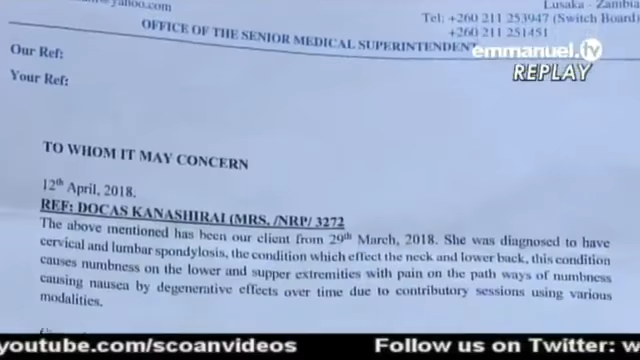 @yahoo.com
Lusaka - Zambia
Tel: +260 211 253947 (Switch Board)
+260 211 251451
OFFICE OF THE SENIOR MEDICAL SUPERINTENDENT
emmanuel.tv
REPLAY
Our Ref:
Your Ref:
TO WHOM IT MAY CONCERN
12th April, 2018.
REF: DOCAS KANASHIRAI (MRS, /NRP/ 3272
The above mentioned has been our client from 29th March, 2018. She was diagnosed to have
cervical and lumbar spondylosis, the condition which effect the neck and lower back, this condition
causes numbness on the lower and supper extremities with pain on the path ways of numbness
causing nausea by degenerative effects over time due to contributory sessions using various
modalities.
youtube.com/scoanvideos Follow us on Twitter: w